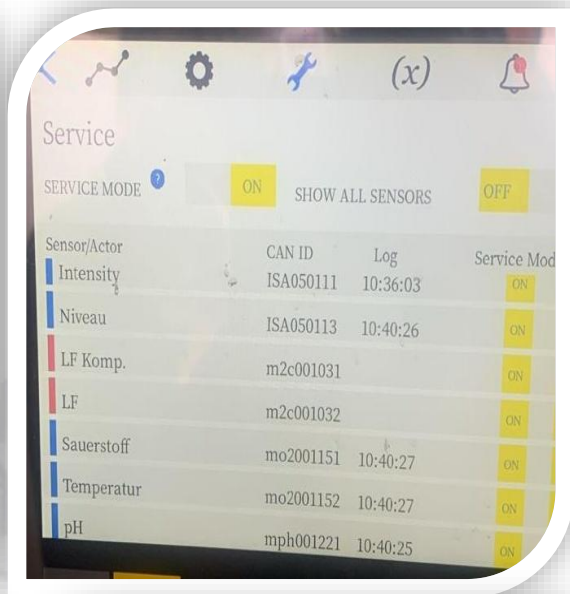 (x)
Service
SERVICE MODE ? ON SHOW ALL SENSORS OFF
Sensor/Actor CAN ID Log Service Mod
Intensity ISA050111 10:36:03 ON
Niveau ISA050113 10:40:26 ON
LF Komp. m2c001031 ON
LF m2c001032 ON
Sauerstoff mo2001151 10:40:27 ON
Temperatur mo2001152 10:40:27 ON
pH mph001221 10:40:25 ON